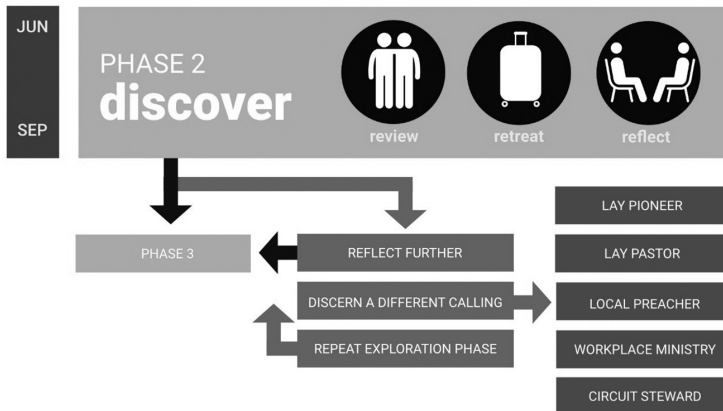 JUN
SEP
PHASE 2
discover
review
retreat
reflect
PHASE 3
REFLECT FURTHER
DISCERN A DIFFERENT CALLING
REPEAT EXPLORATION PHASE
LAY PIONEER
LAY PASTOR
LOCAL PREACHER
WORKPLACE MINISTRY
CIRCUIT STEWARD